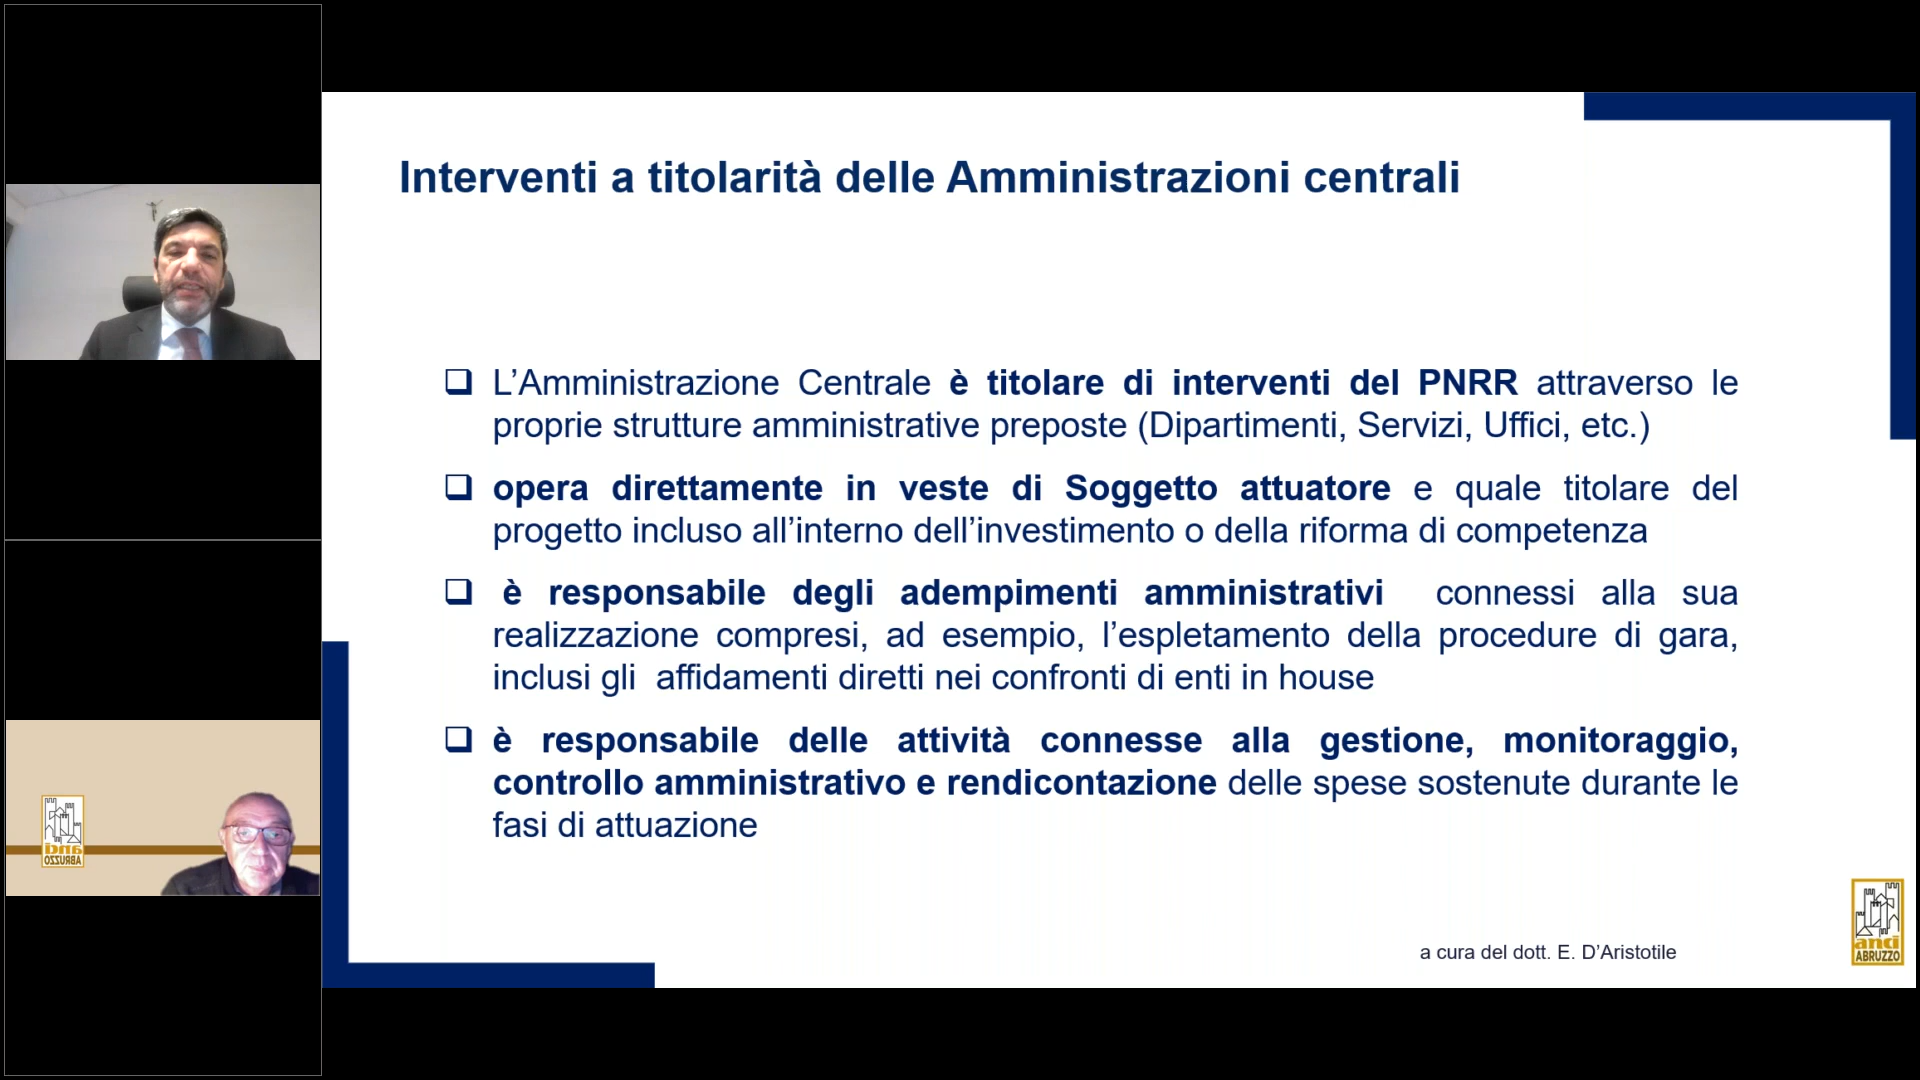 Interventi a titolarità delle Amministrazioni centrali
❑ L’Amministrazione Centrale è titolare di interventi del PNRR attraverso le
proprie strutture amministrative preposte (Dipartimenti, Servizi, Uffici, etc.)
❑ opera direttamente in veste di Soggetto attuatore e quale titolare del
progetto incluso all’interno dell’investimento o della riforma di competenza
❑ è responsabile degli adempimenti amministrativi connessi alla sua
realizzazione compresi, ad esempio, l’espletamento della procedure di gara,
inclusi gli affidamenti diretti nei confronti di enti in house
❑ è responsabile delle attività connesse alla gestione, monitoraggio,
controllo amministrativo e rendicontazione delle spese sostenute durante le
fasi di attuazione
a cura del dott. E. D’Aristotile
anci
ABRUZZO
anci
ABRUZZO